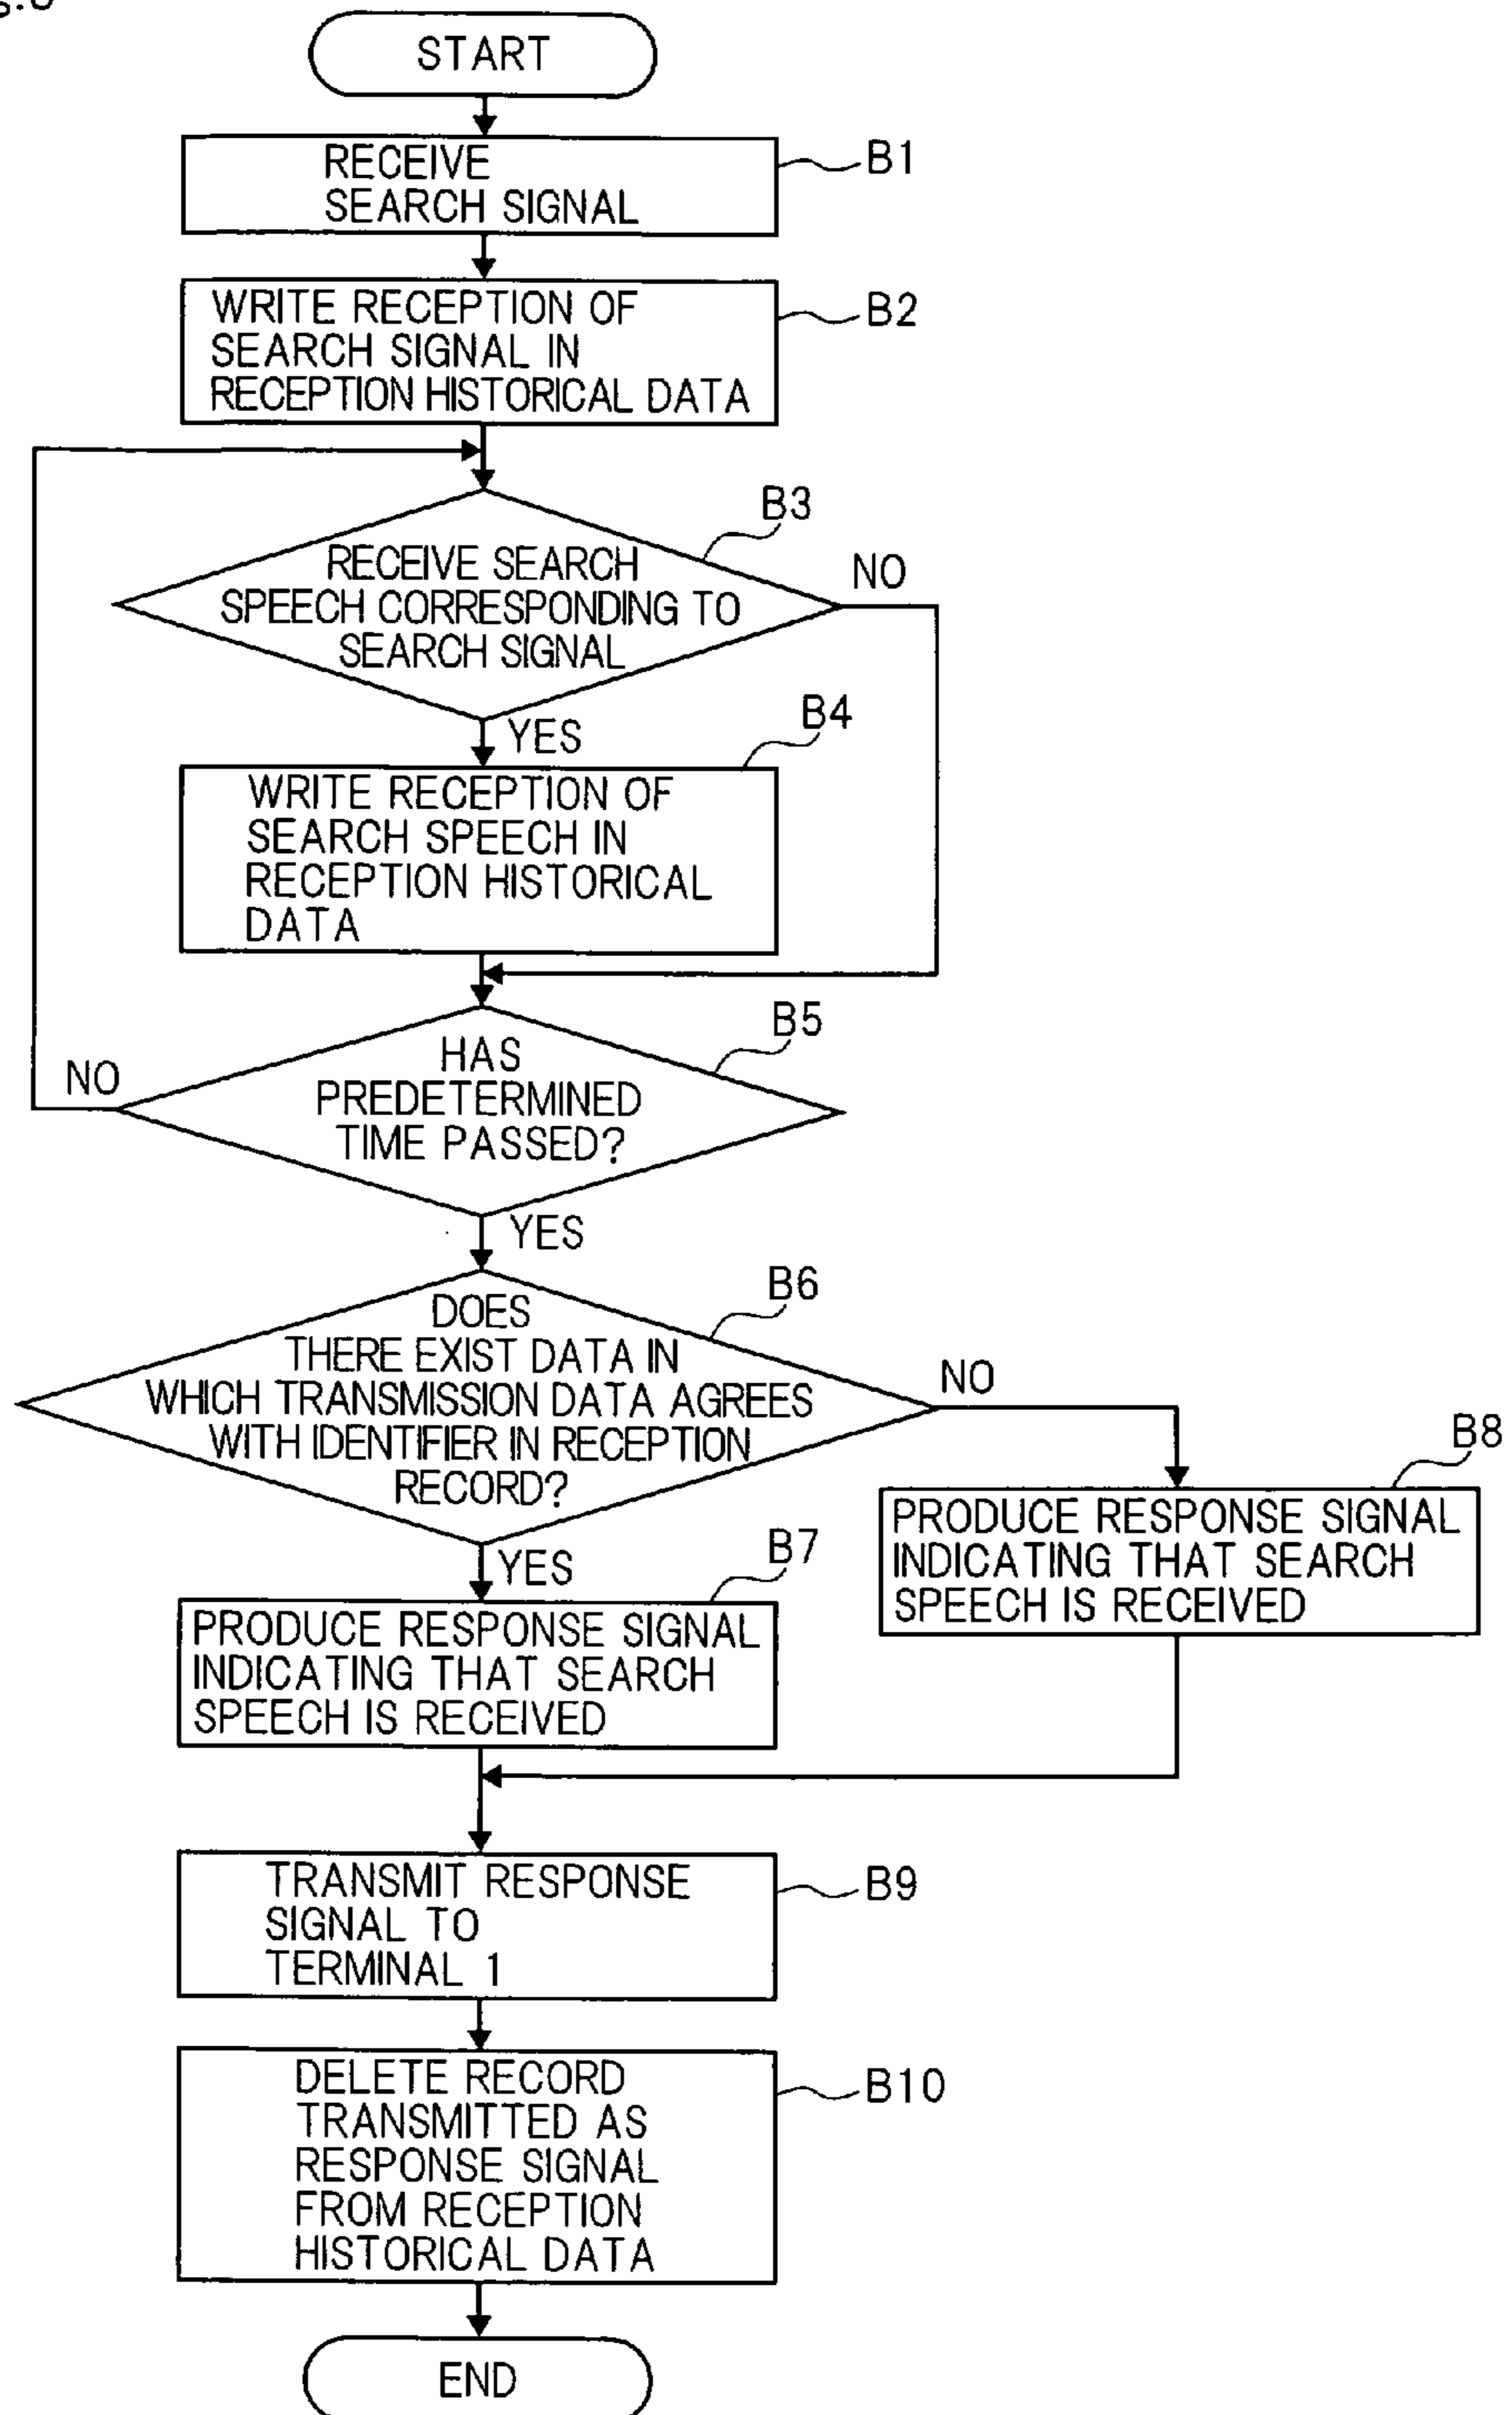 START
RECEIVE
SEARCH SIGNAL
B1
WRITE RECEPTION OF
SEARCH SIGNAL IN
RECEPTION HISTORICAL DATA
B2
B3
RECEIVE SEARCH
SPEECH CORRESPONDING TO
SEARCH SIGNAL
NO
YES
B4
WRITE RECEPTION OF
SEARCH SPEECH IN
RECEPTION HISTORICAL
DATA
B5
HAS
PREDETERMINED
TIME PASSED?
NO
YES
B6
DOES
THERE EXIST DATA IN
WHICH TRANSMISSION DATA AGREES
WITH IDENTIFIER IN RECEPTION
RECORD?
NO
YES
B8
PRODUCE RESPONSE SIGNAL
INDICATING THAT SEARCH
SPEECH IS RECEIVED
B7
PRODUCE RESPONSE SIGNAL
INDICATING THAT SEARCH
SPEECH IS RECEIVED
TRANSMIT RESPONSE
SIGNAL TO
TERMINAL 1
B9
DELETE RECORD
TRANSMITTED AS
RESPONSE SIGNAL
FROM RECEPTION
HISTORICAL DATA
B10
END